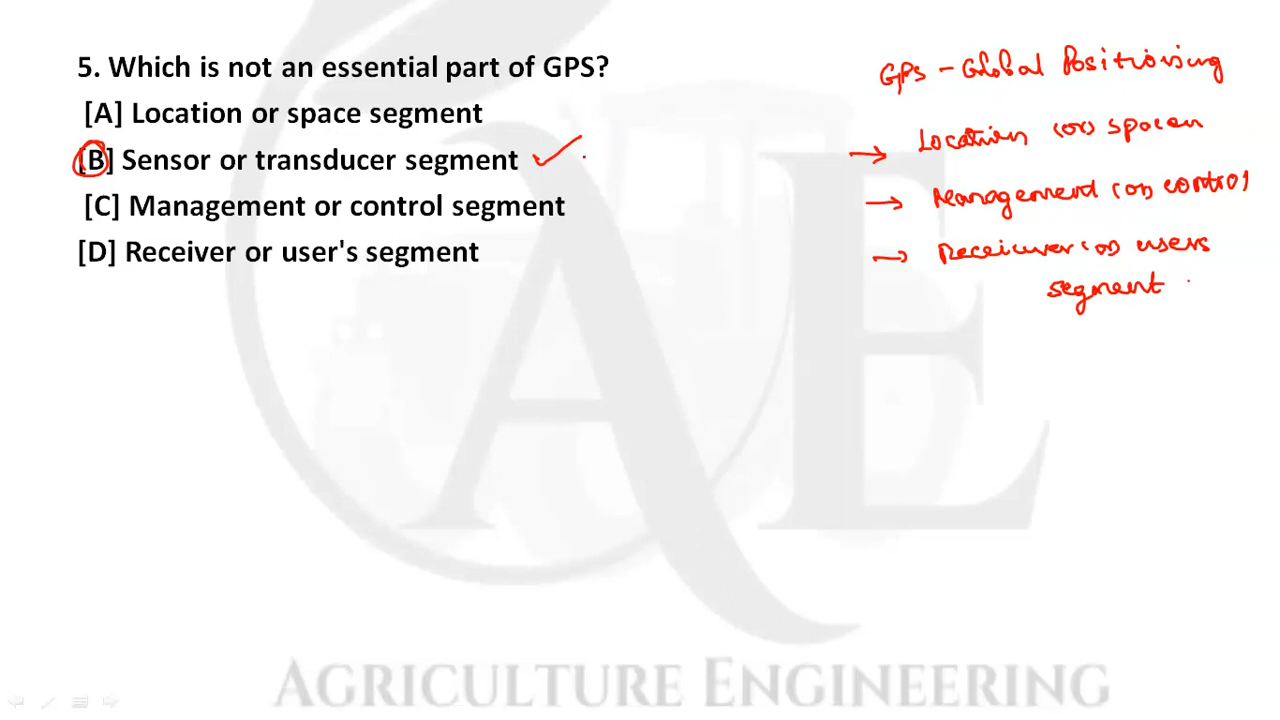 5. Which is not an essential part of GPS?
[A] Location or space segment
[B] Sensor or transducer segment
[C] Management or control segment
[D] Receiver or user's segment
GPS - Global Positioning
→ Location (or) space
→ Management (or) control
→ Receiver (or) users
segment
AE
AGRICULTURE ENGINEERING